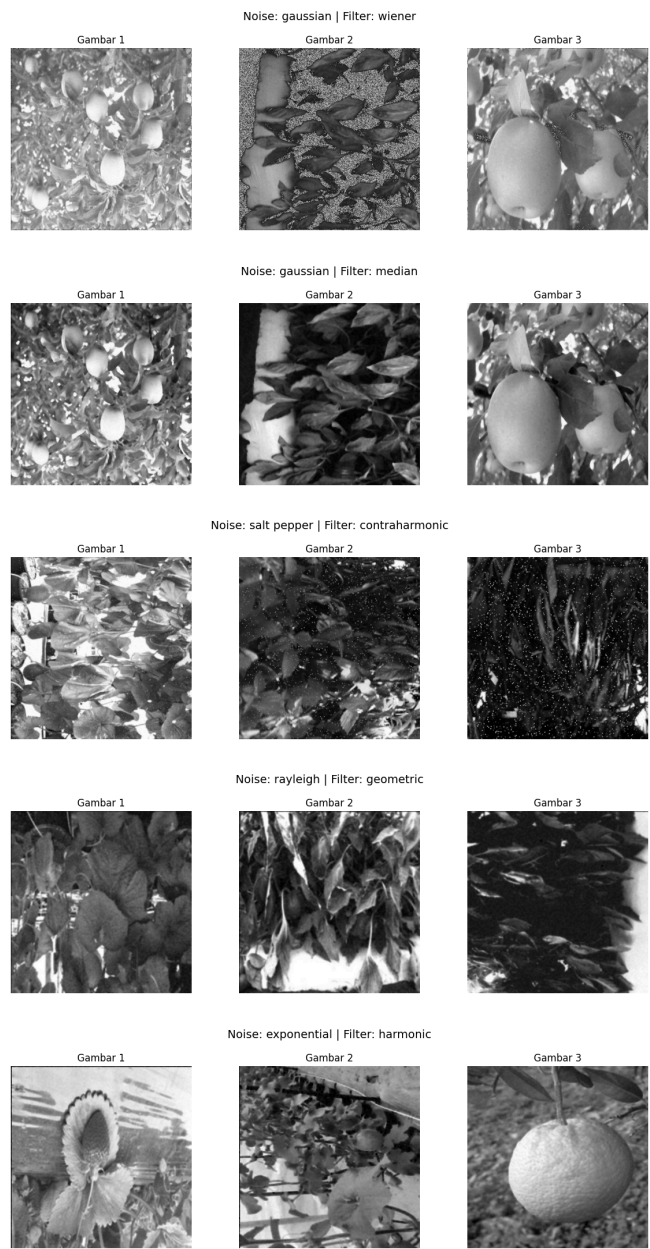 Noise: gaussian | Filter: wiener
Gambar 1 Gambar 2 Gambar 3
Noise: gaussian | Filter: median
Gambar 1 Gambar 2 Gambar 3
Noise: salt pepper | Filter: contraharmonic
Gambar 1 Gambar 2 Gambar 3
Noise: rayleigh | Filter: geometric
Gambar 1 Gambar 2 Gambar 3
Noise: exponential | Filter: harmonic
Gambar 1 Gambar 2 Gambar 3